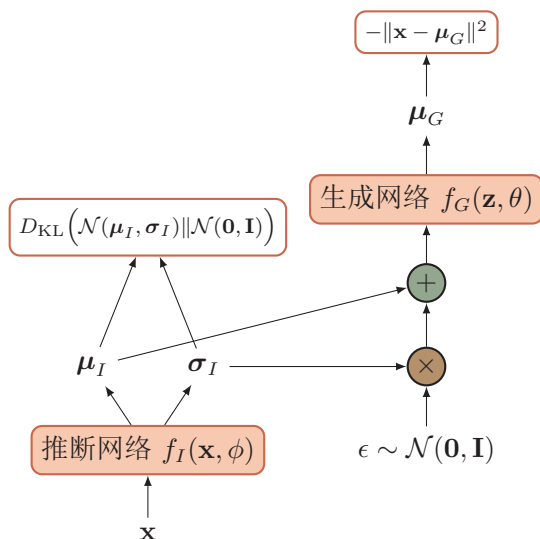 −‖x − μ_G‖²
μ_G
生成网络 f_G(z, θ)
D_KL(N(μ_I, σ_I)‖N(0, I))
+
μ_I
σ_I
×
推断网络 f_I(x, ϕ)
ϵ ∼ N(0, I)
x